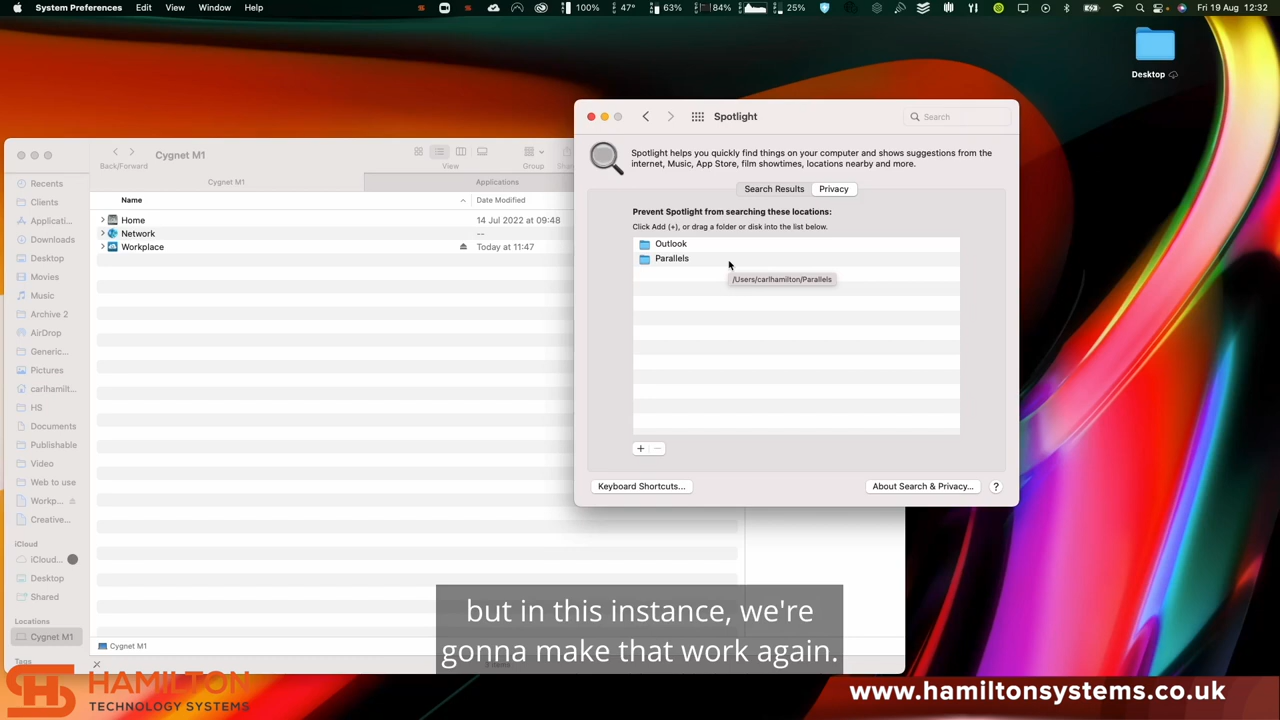 System Preferences Edit View Window Help
100% 47° 63% 84% 25% Fri 19 Aug 12:32
Desktop
Spotlight
Search
Spotlight helps you quickly find things on your computer and shows suggestions from the
internet, Music, App Store, film showtimes, locations nearby and more.
Search Results Privacy
Prevent Spotlight from searching these locations:
Click Add (+), or drag a folder or disk into the list below.
Outlook
Parallels
/Users/carlhamilton/Parallels
+ −
Keyboard Shortcuts... About Search & Privacy... ?
Cygnet M1
Back/Forward View Group
Cygnet M1 Applications
Name Date Modified
Home 14 Jul 2022 at 09:48
Network --
Workplace Today at 11:47
Recents
Clients
Applicati...
Downloads
Desktop
Movies
Music
Archive 2
AirDrop
Generic...
Pictures
carlhamilt...
HS
Documents
Publishable
Video
Web to use
Workp...
Creative...
iCloud
iCloud...
Desktop
Shared
Locations
Cygnet M1
Tags
Cygnet M1
but in this instance, we're
gonna make that work again.
HAMILTON
TECHNOLOGY SYSTEMS
www.hamiltonsystems.co.uk